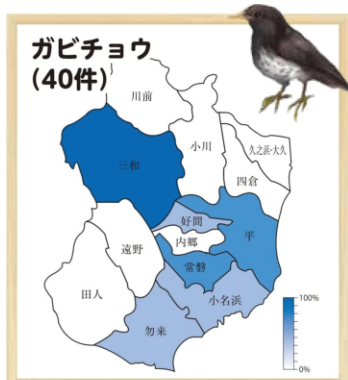 ガビチョウ
(40件)
川前
小川
久之浜・大久
三和
四倉
好間
平
内郷
遠野
常磐
田人
小名浜
勿来
100%
0%